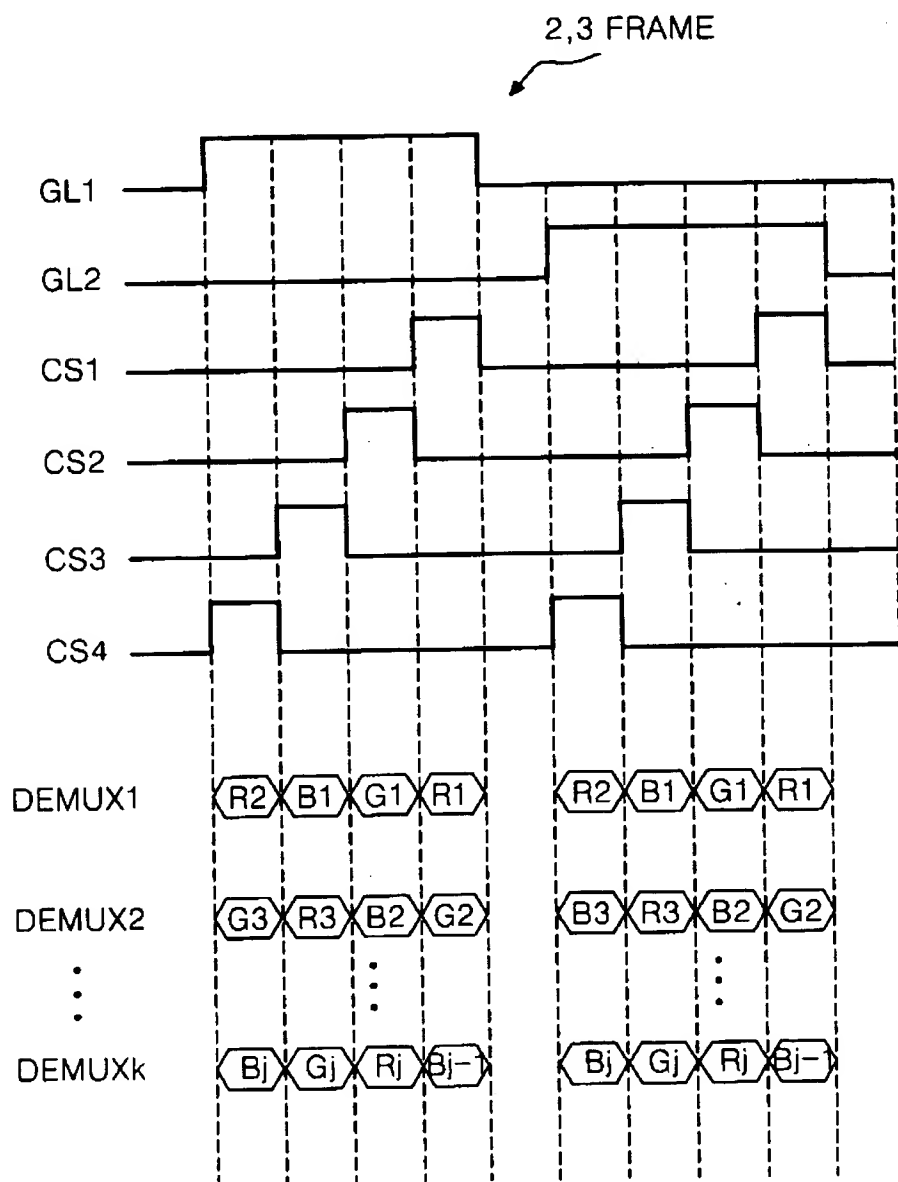 2,3 FRAME
GL1
GL2
CS1
CS2
CS3
CS4
DEMUX1 R2 B1 G1 R1 R2 B1 G1 R1
DEMUX2 G3 R3 B2 G2 B3 R3 B2 G2
DEMUXk Bj Gj Rj Bj-1 Bj Gj Rj Bj-1